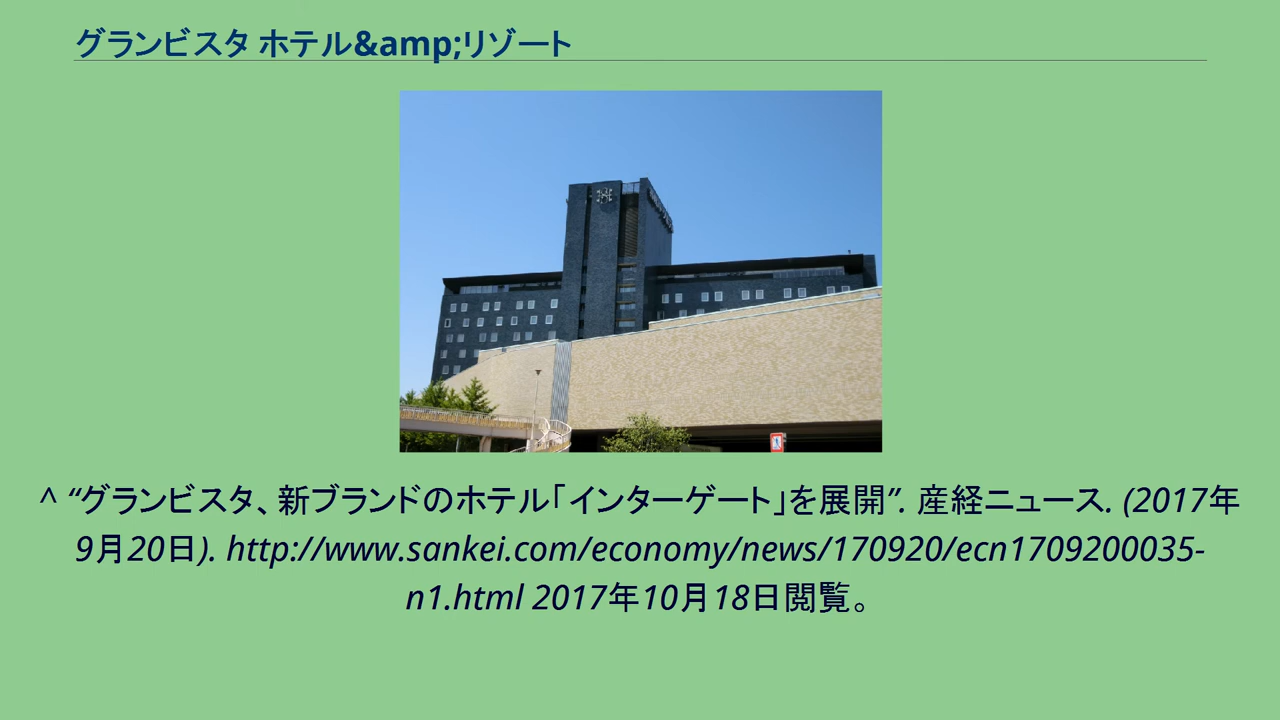 グランビスタ ホテル&amp;リゾート
^ “グランビスタ、新ブランドのホテル「インターゲート」を展開”. 産経ニュース. (2017年
9月20日). http://www.sankei.com/economy/news/170920/ecn1709200035-
n1.html 2017年10月18日閲覧。